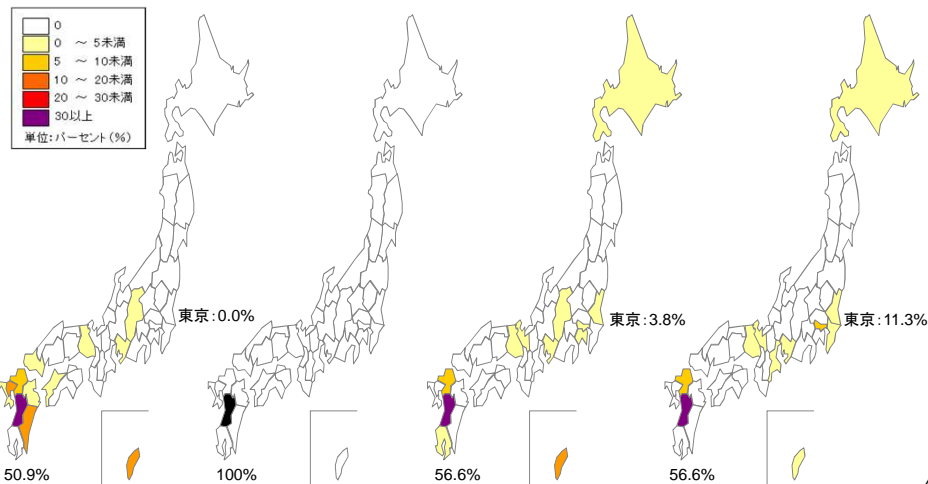 0
0 ～ 5未満
5 ～ 10未満
10 ～ 20未満
20 ～ 30未満
30以上
単位：パーセント(%)
東京：0.0%
東京：3.8%
東京：11.3%
50.9%
100%
56.6%
56.6%